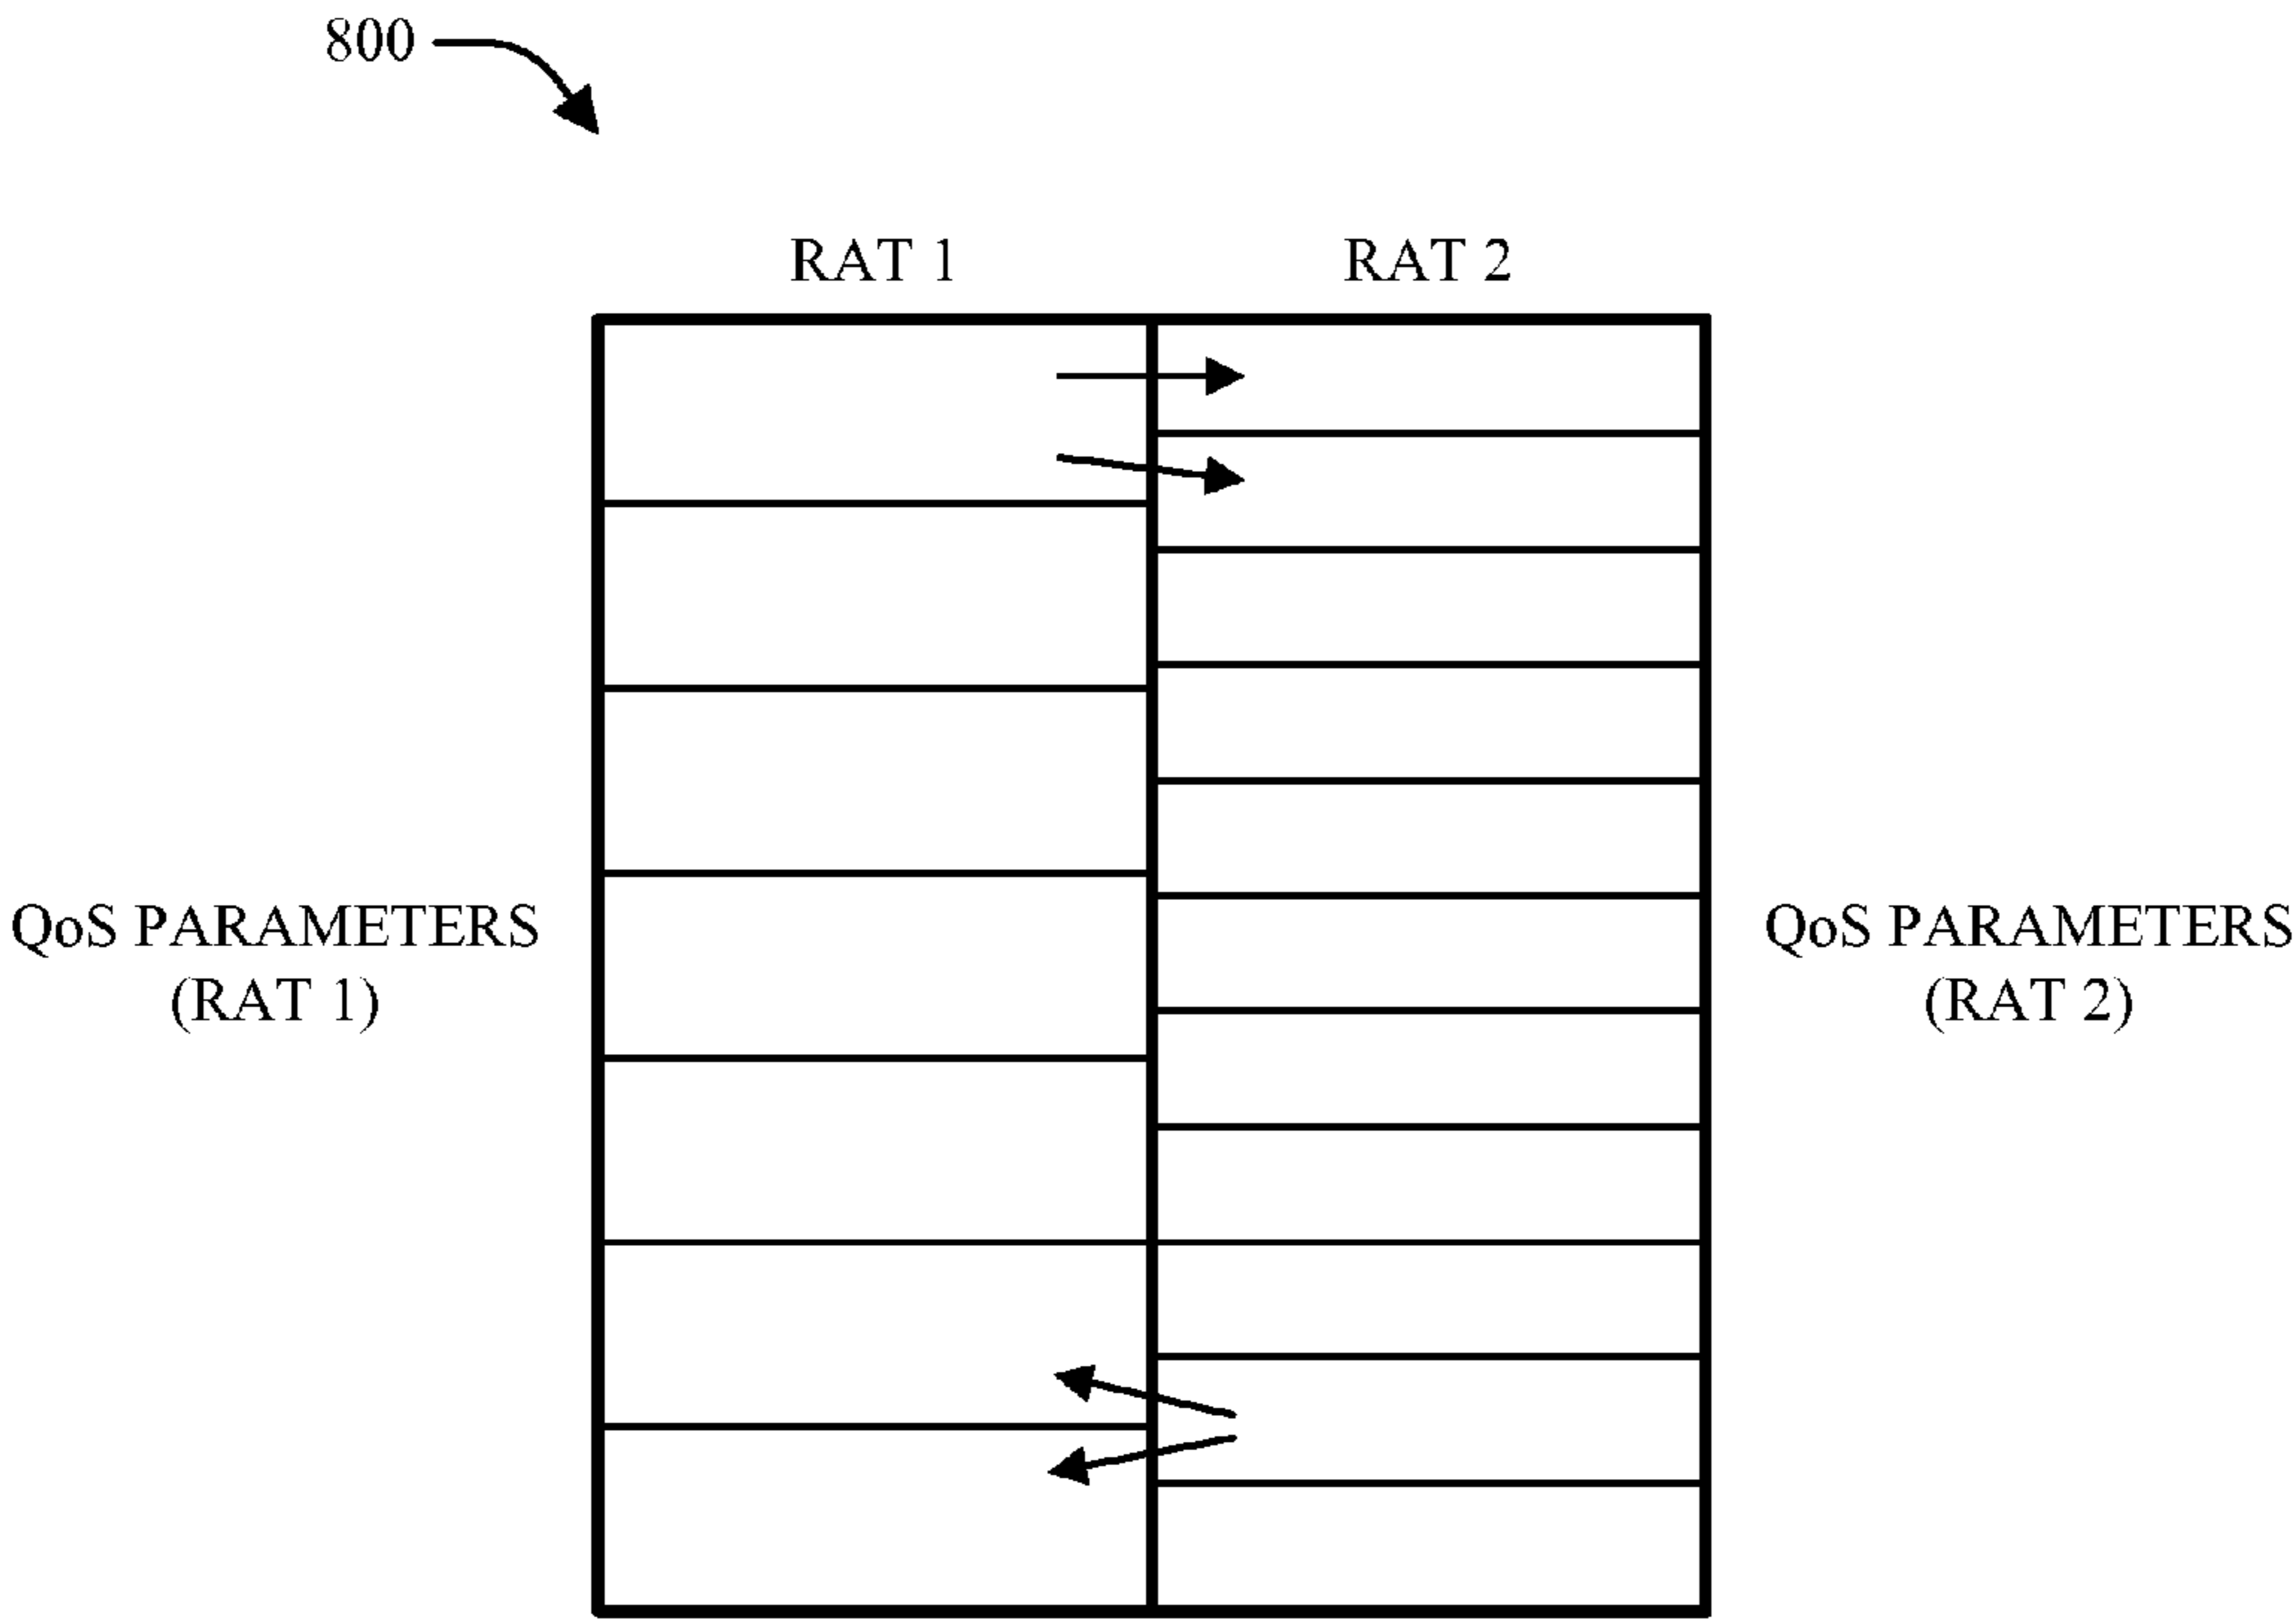 800
RAT 1
RAT 2
QoS PARAMETERS
(RAT 1)
QoS PARAMETERS
(RAT 2)